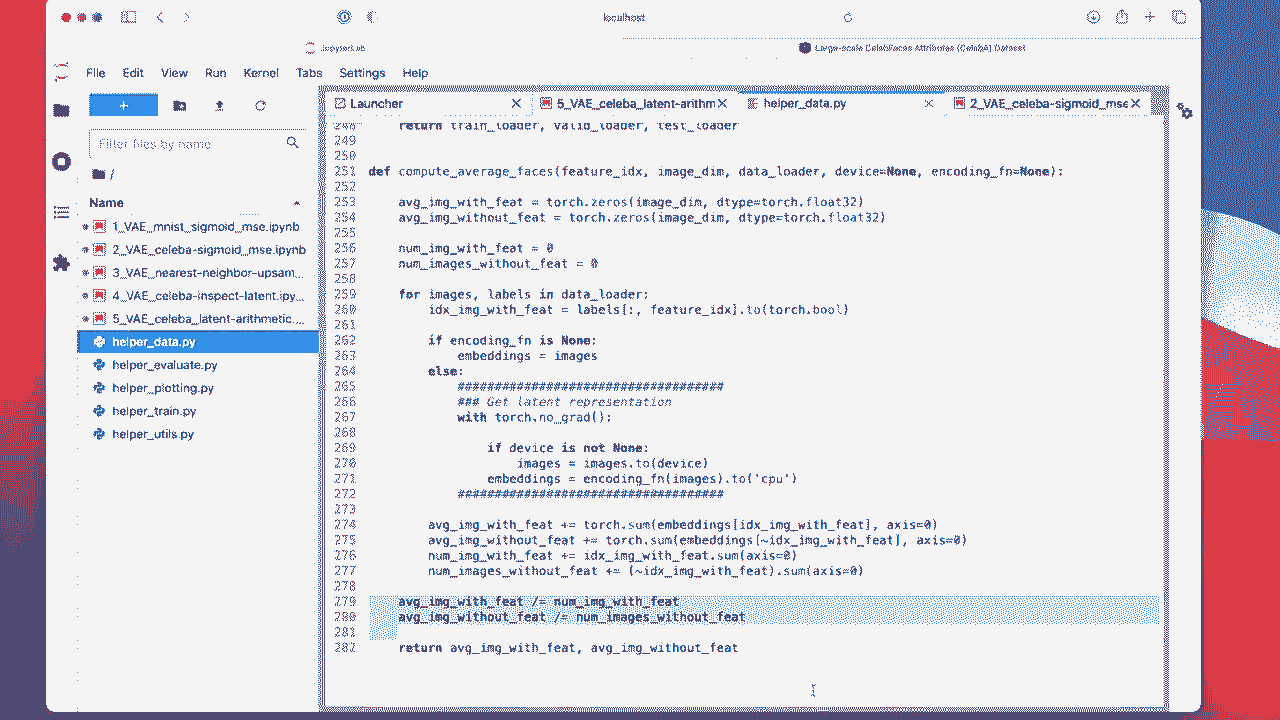 localhost
JupyterLab
Large-scale CelebFaces Attributes (CelebA) Dataset
File Edit View Run Kernel Tabs Settings Help
+
Launcher
5_VAE_celeba_latent-arithm
helper_data.py
2_VAE_celeba-sigmoid_mse
Filter files by name
/
Name
1_VAE_mnist_sigmoid_mse.ipynb
2_VAE_celeba-sigmoid_mse.ipynb
3_VAE_nearest-neighbor-upsam...
4_VAE_celeba-inspect-latent.ipy...
5_VAE_celeba_latent-arithmetic....
helper_data.py
helper_evaluate.py
helper_plotting.py
helper_train.py
helper_utils.py
248 return train_loader, valid_loader, test_loader
249
250
251 def compute_average_faces(feature_idx, image_dim, data_loader, device=None, encoding_fn=None):
252
253 avg_img_with_feat = torch.zeros(image_dim, dtype=torch.float32)
254 avg_img_without_feat = torch.zeros(image_dim, dtype=torch.float32)
255
256 num_img_with_feat = 0
257 num_images_without_feat = 0
258
259 for images, labels in data_loader:
260 idx_img_with_feat = labels[:, feature_idx].to(torch.bool)
261
262 if encoding_fn is None:
263 embeddings = images
264 else:
265 ####################################
266 ### Get latent representation
267 with torch.no_grad():
268
269 if device is not None:
270 images = images.to(device)
271 embeddings = encoding_fn(images).to('cpu')
272 ####################################
273
274 avg_img_with_feat += torch.sum(embeddings[idx_img_with_feat], axis=0)
275 avg_img_without_feat += torch.sum(embeddings[~idx_img_with_feat], axis=0)
276 num_img_with_feat += idx_img_with_feat.sum(axis=0)
277 num_images_without_feat += (~idx_img_with_feat).sum(axis=0)
278
279 avg_img_with_feat /= num_img_with_feat
280 avg_img_without_feat /= num_images_without_feat
281
282 return avg_img_with_feat, avg_img_without_feat